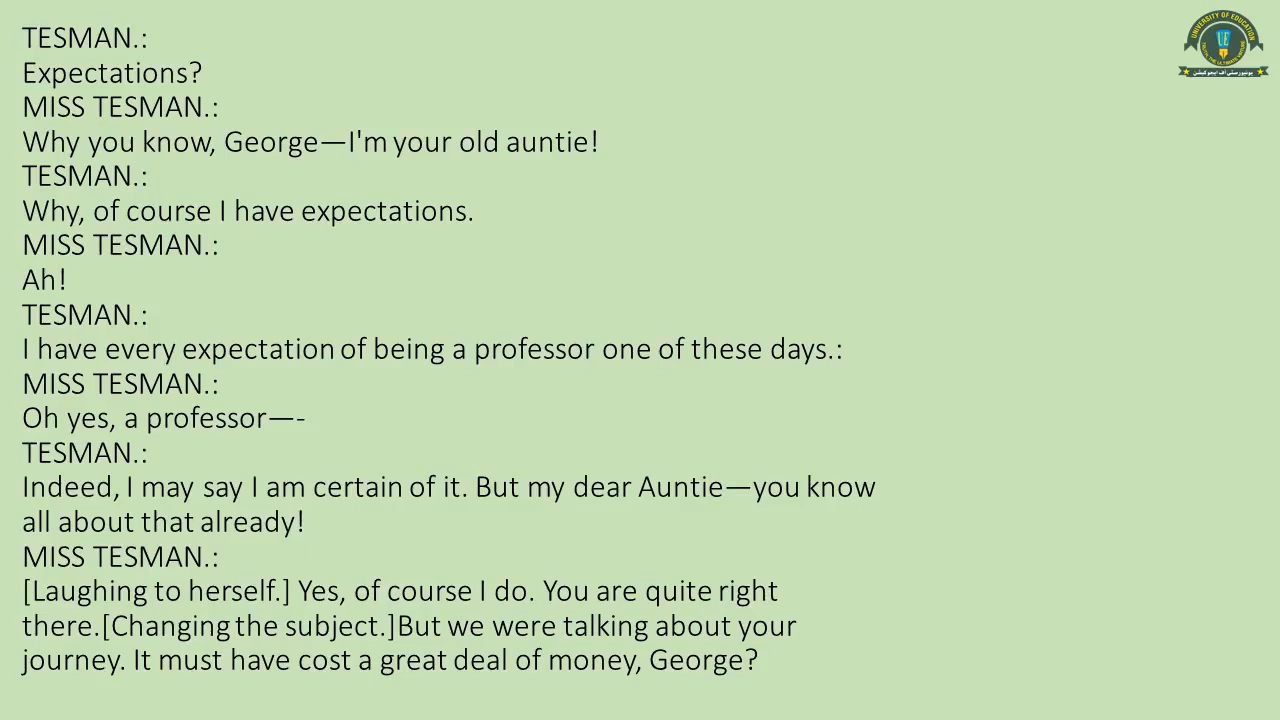 TESMAN.:
Expectations?
MISS TESMAN.:
Why you know, George—I'm your old auntie!
TESMAN.:
Why, of course I have expectations.
MISS TESMAN.:
Ah!
TESMAN.:
I have every expectation of being a professor one of these days.:
MISS TESMAN.:
Oh yes, a professor—-
TESMAN.:
Indeed, I may say I am certain of it. But my dear Auntie—you know
all about that already!
MISS TESMAN.:
[Laughing to herself.] Yes, of course I do. You are quite right
there.[Changing the subject.]But we were talking about your
journey. It must have cost a great deal of money, George?
UNIVERSITY OF EDUCATION
UE
یونیورسٹی آف ایجوکیشن